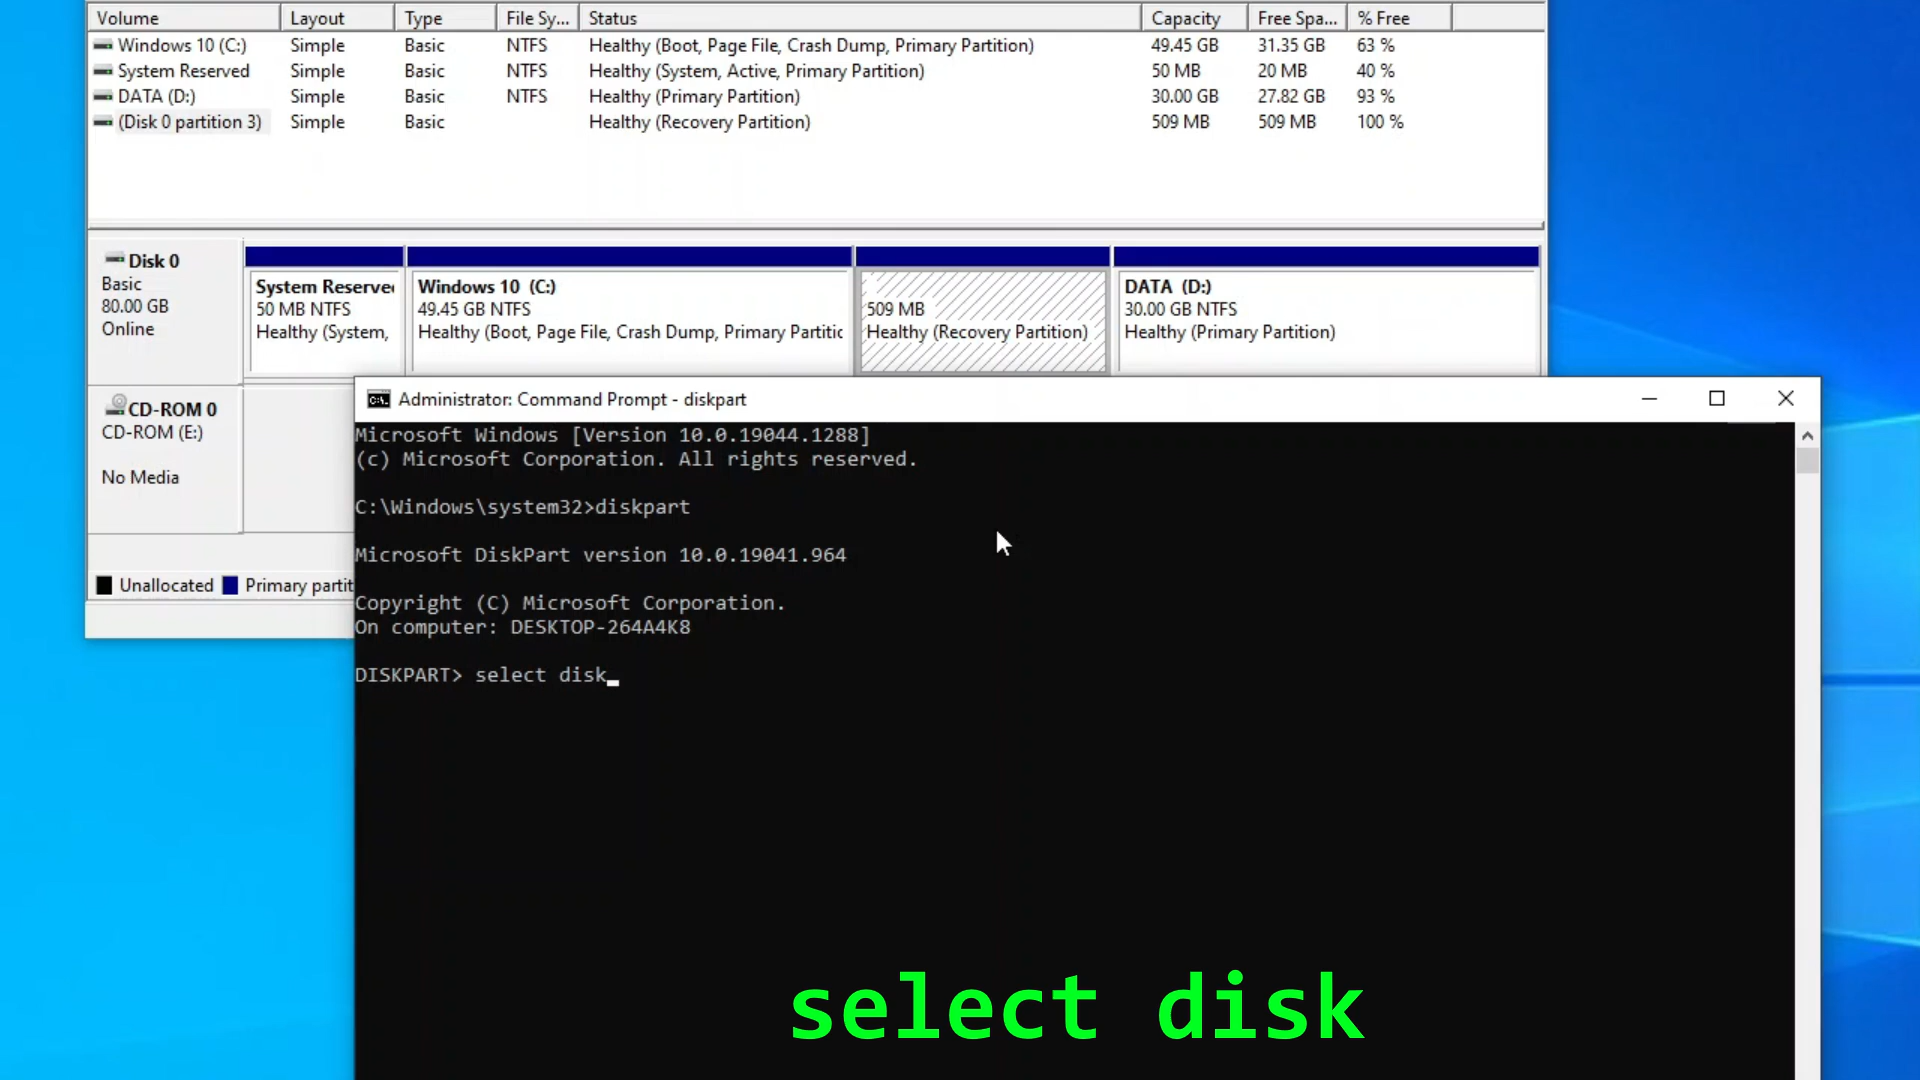 Volume Layout Type File Sy... Status Capacity Free Spa... % Free
Windows 10 (C:) Simple Basic NTFS Healthy (Boot, Page File, Crash Dump, Primary Partition) 49.45 GB 31.35 GB 63 %
System Reserved Simple Basic NTFS Healthy (System, Active, Primary Partition) 50 MB 20 MB 40 %
DATA (D:) Simple Basic NTFS Healthy (Primary Partition) 30.00 GB 27.82 GB 93 %
(Disk 0 partition 3) Simple Basic Healthy (Recovery Partition) 509 MB 509 MB 100 %
Disk 0
Basic
80.00 GB
Online
System Reserve
50 MB NTFS
Healthy (System,
Windows 10 (C:)
49.45 GB NTFS
Healthy (Boot, Page File, Crash Dump, Primary Partitic
509 MB
Healthy (Recovery Partition)
DATA (D:)
30.00 GB NTFS
Healthy (Primary Partition)
CD-ROM 0
CD-ROM (E:)
No Media
Unallocated Primary partit
Administrator: Command Prompt - diskpart
Microsoft Windows [Version 10.0.19044.1288]
(c) Microsoft Corporation. All rights reserved.
C:\Windows\system32>diskpart
Microsoft DiskPart version 10.0.19041.964
Copyright (C) Microsoft Corporation.
On computer: DESKTOP-264A4K8
DISKPART> select disk_
select disk